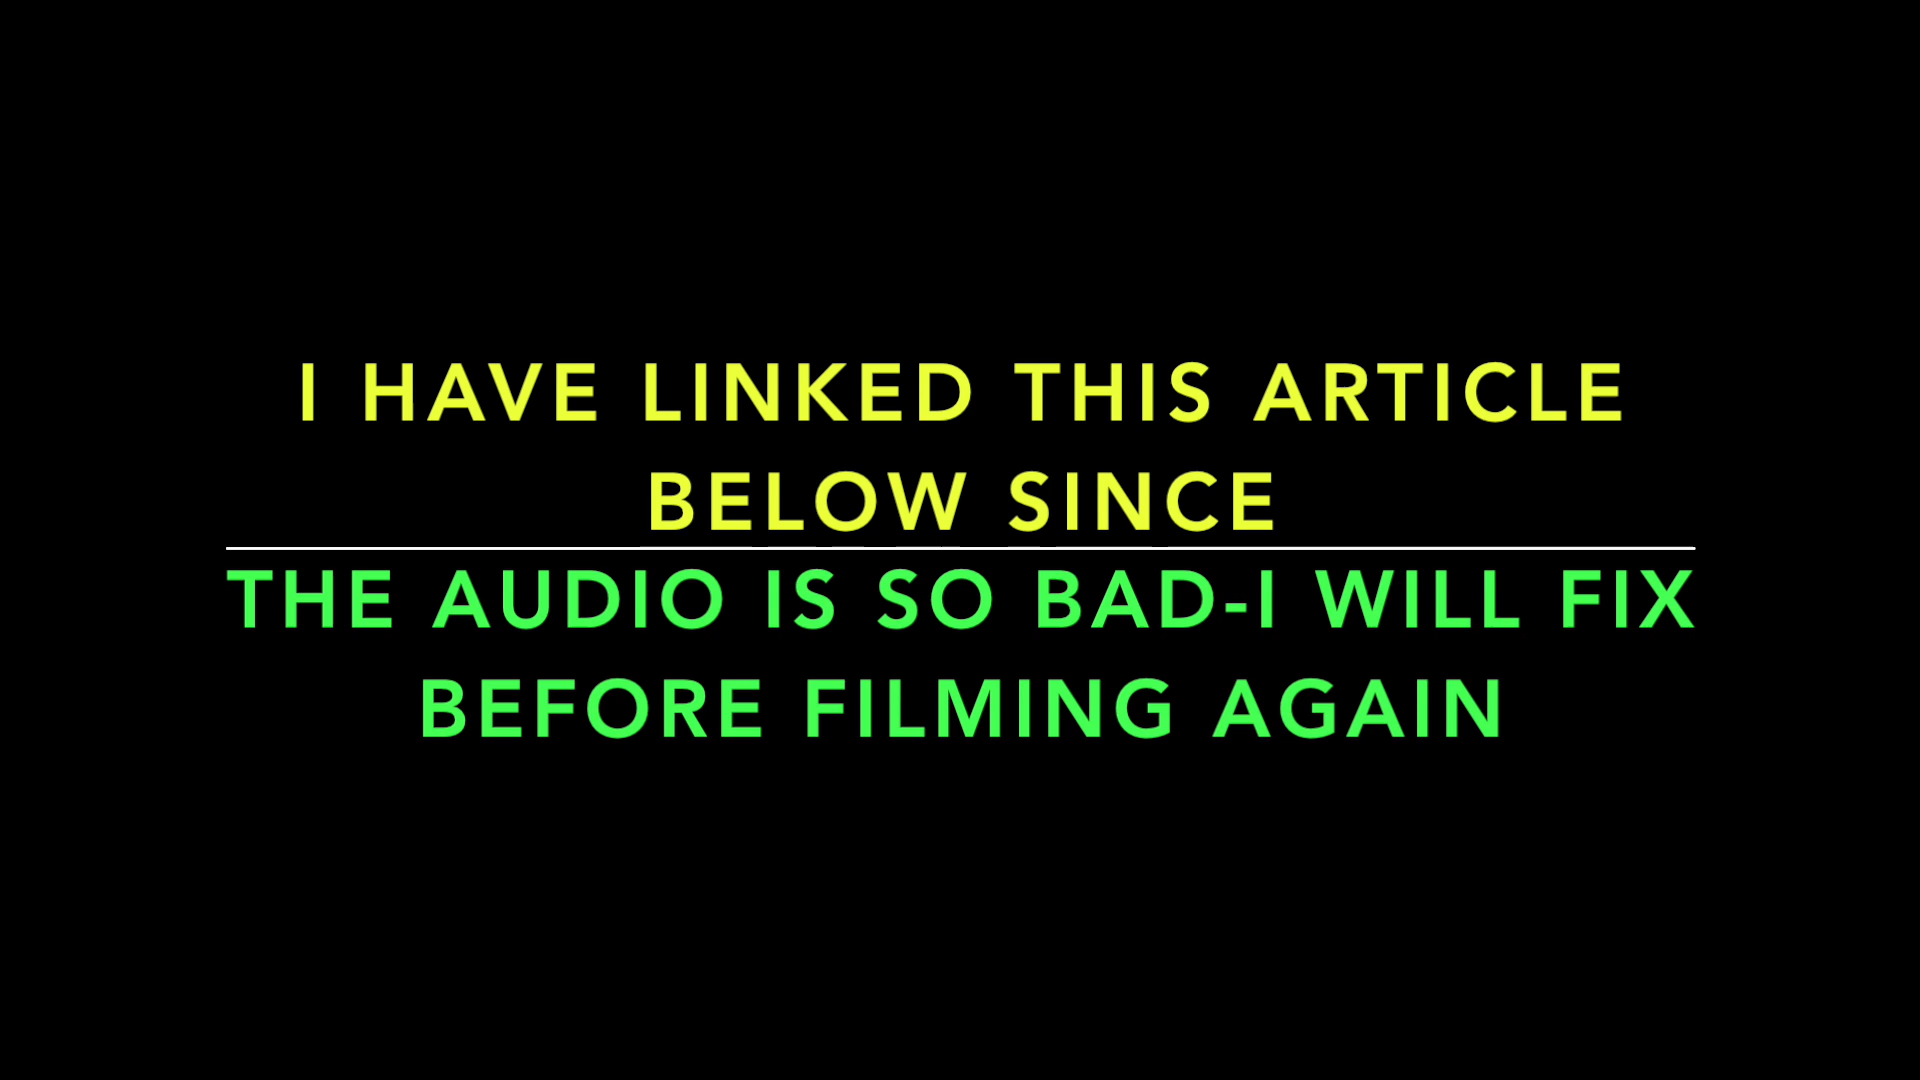 I HAVE LINKED THIS ARTICLE
BELOW SINCE
THE AUDIO IS SO BAD-I WILL FIX
BEFORE FILMING AGAIN